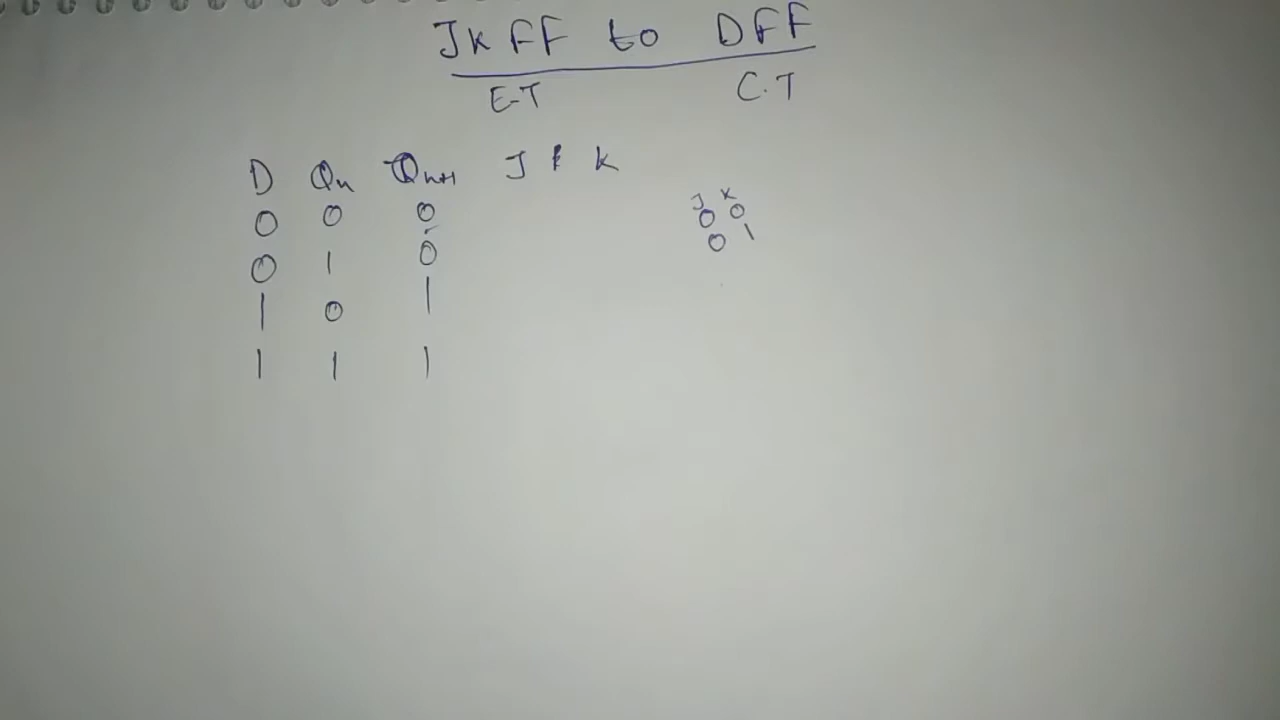 JK FF to DFF
E-T C.T
D Qn Qn+1 J K
J K
0 0 0 0 0
0 1 0 0 1
1 0 1
1 1 1